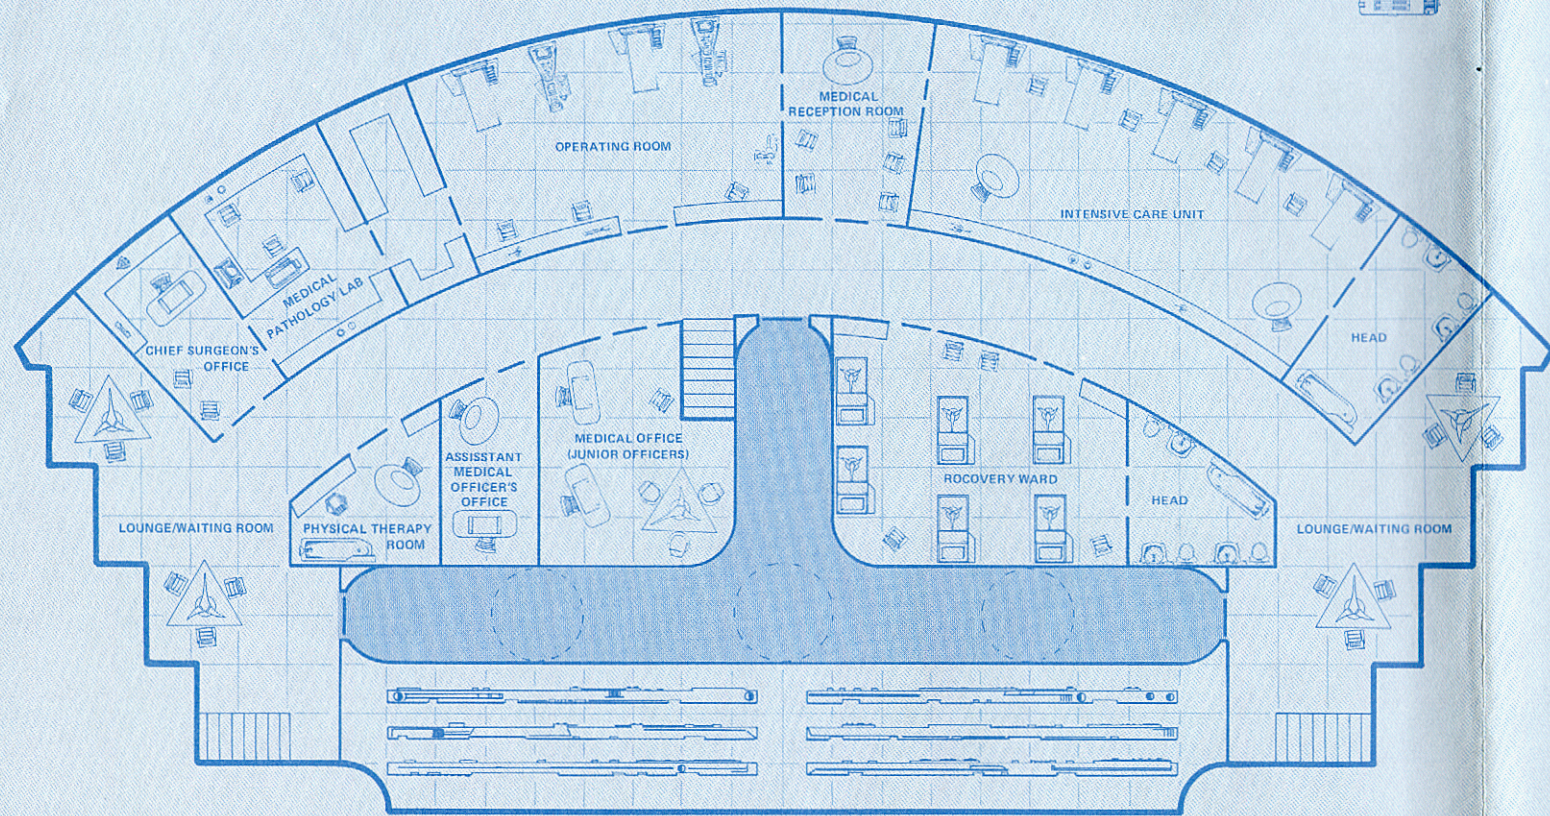 MEDICAL
RECEPTION ROOM
OPERATING ROOM
INTENSIVE CARE UNIT
MEDICAL
PATHOLOGY LAB
CHIEF SURGEON'S
OFFICE
HEAD
MEDICAL OFFICE
(JUNIOR OFFICERS)
ASSISSTANT
MEDICAL
OFFICER'S
OFFICE
ROCOVERY WARD
HEAD
LOUNGE/WAITING ROOM
PHYSICAL THERAPY
ROOM
LOUNGE/WAITING ROOM